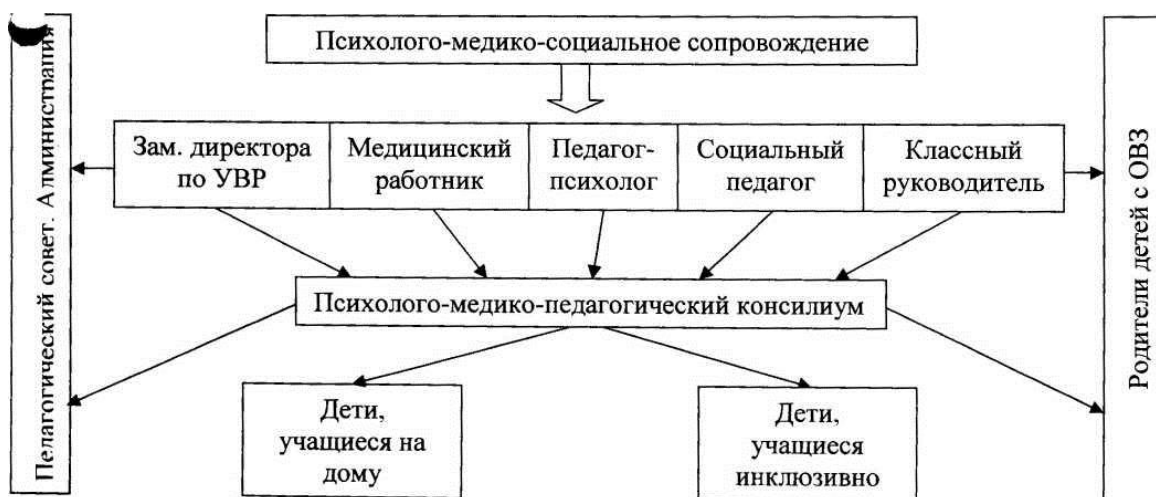 Психолого-медико-социальное сопровождение
Педагогический совет. Администрация
Зам. директора
по УВР
Медицинский
работник
Педагог-
психолог
Социальный
педагог
Классный
руководитель
Родители детей с ОВЗ
Психолого-медико-педагогический консилиум
Дети,
учащиеся на
дому
Дети,
учащиеся
инклюзивно